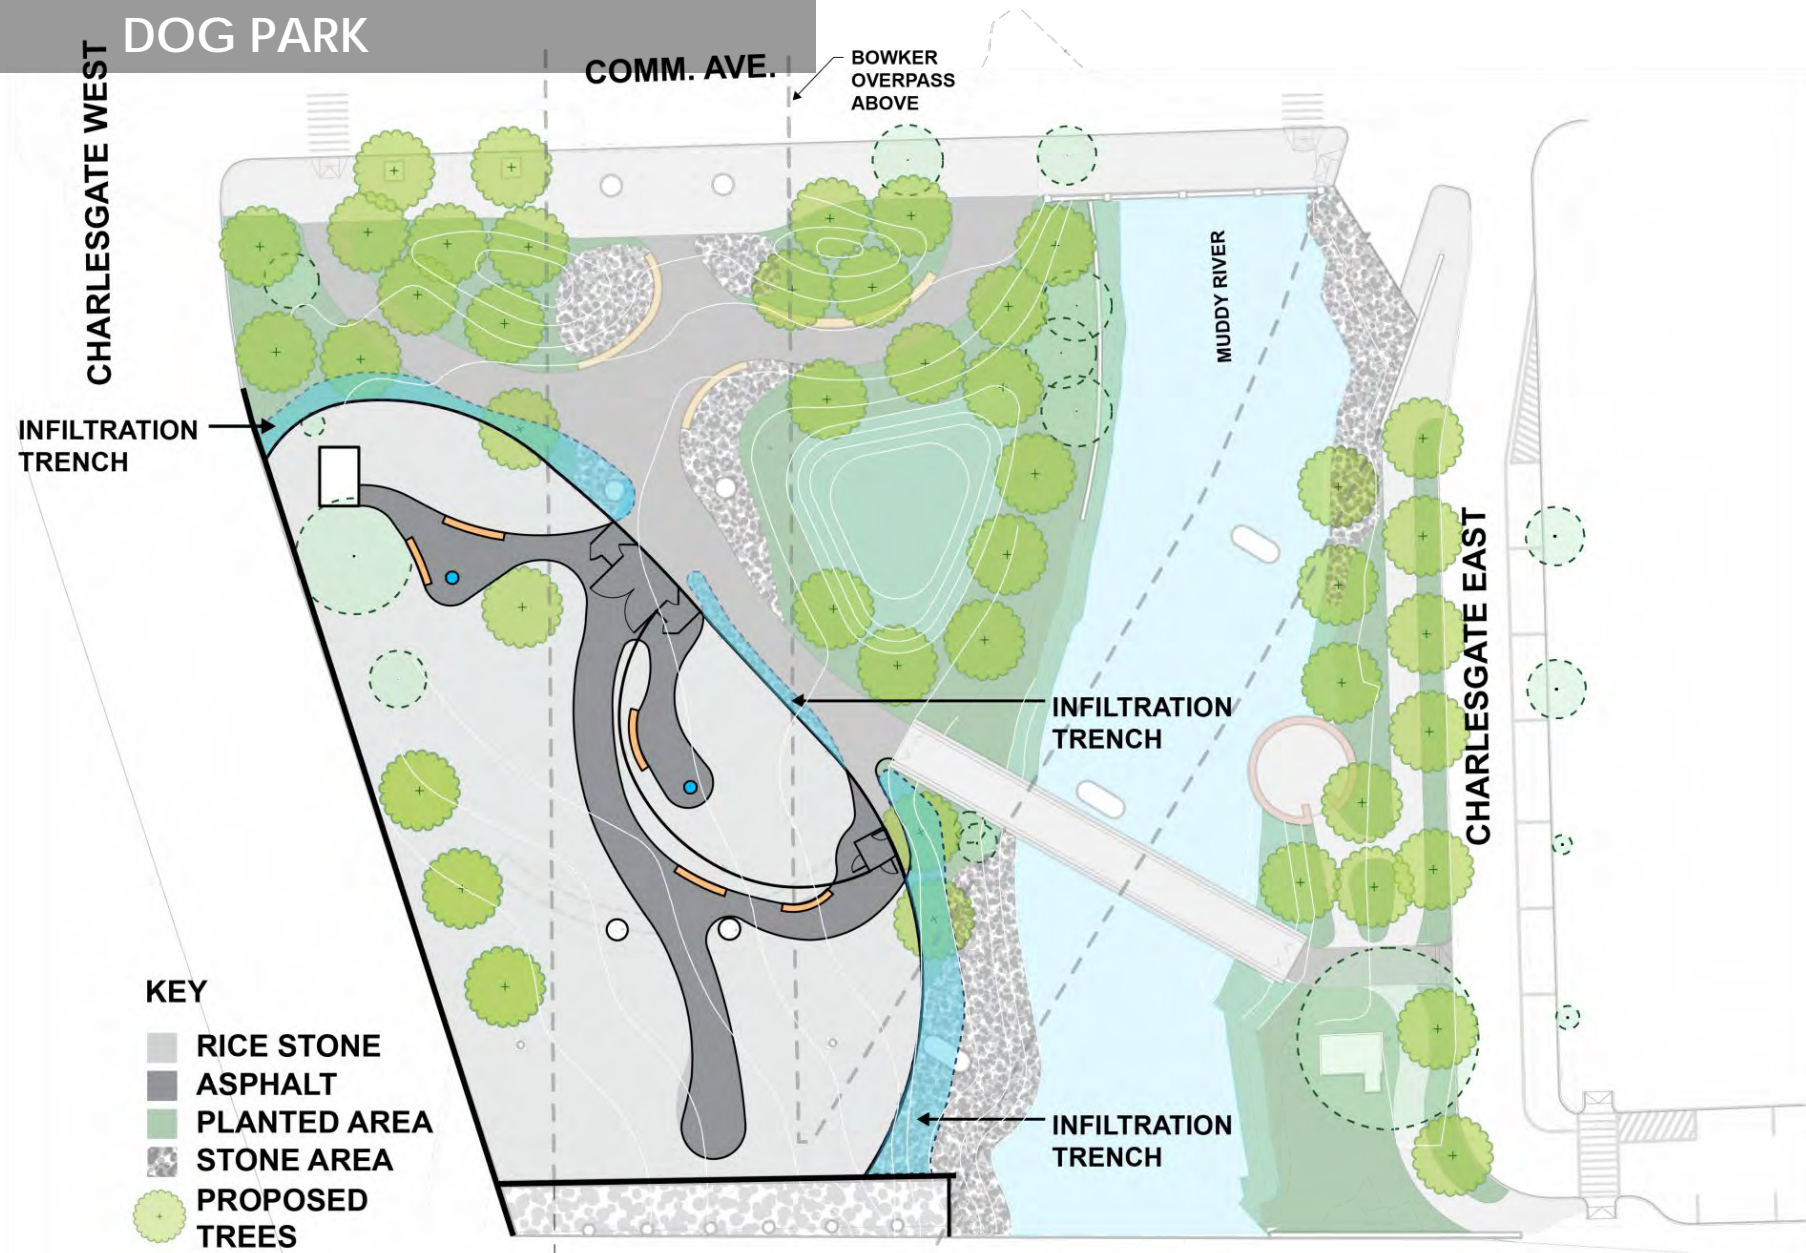 DOG PARK
CHARLESGATE WEST
COMM. AVE.
BOWKER
OVERPASS
ABOVE
MUDDY RIVER
INFILTRATION
TRENCH
CHARLESGATE EAST
INFILTRATION
TRENCH
INFILTRATION
TRENCH
KEY
RICE STONE
ASPHALT
PLANTED AREA
STONE AREA
PROPOSED
TREES